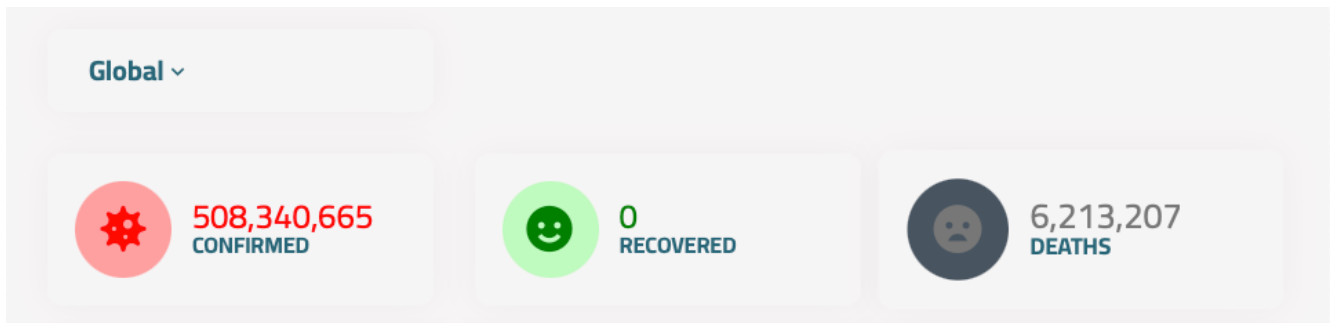 Global
508,340,665
CONFIRMED
0
RECOVERED
6,213,207
DEATHS